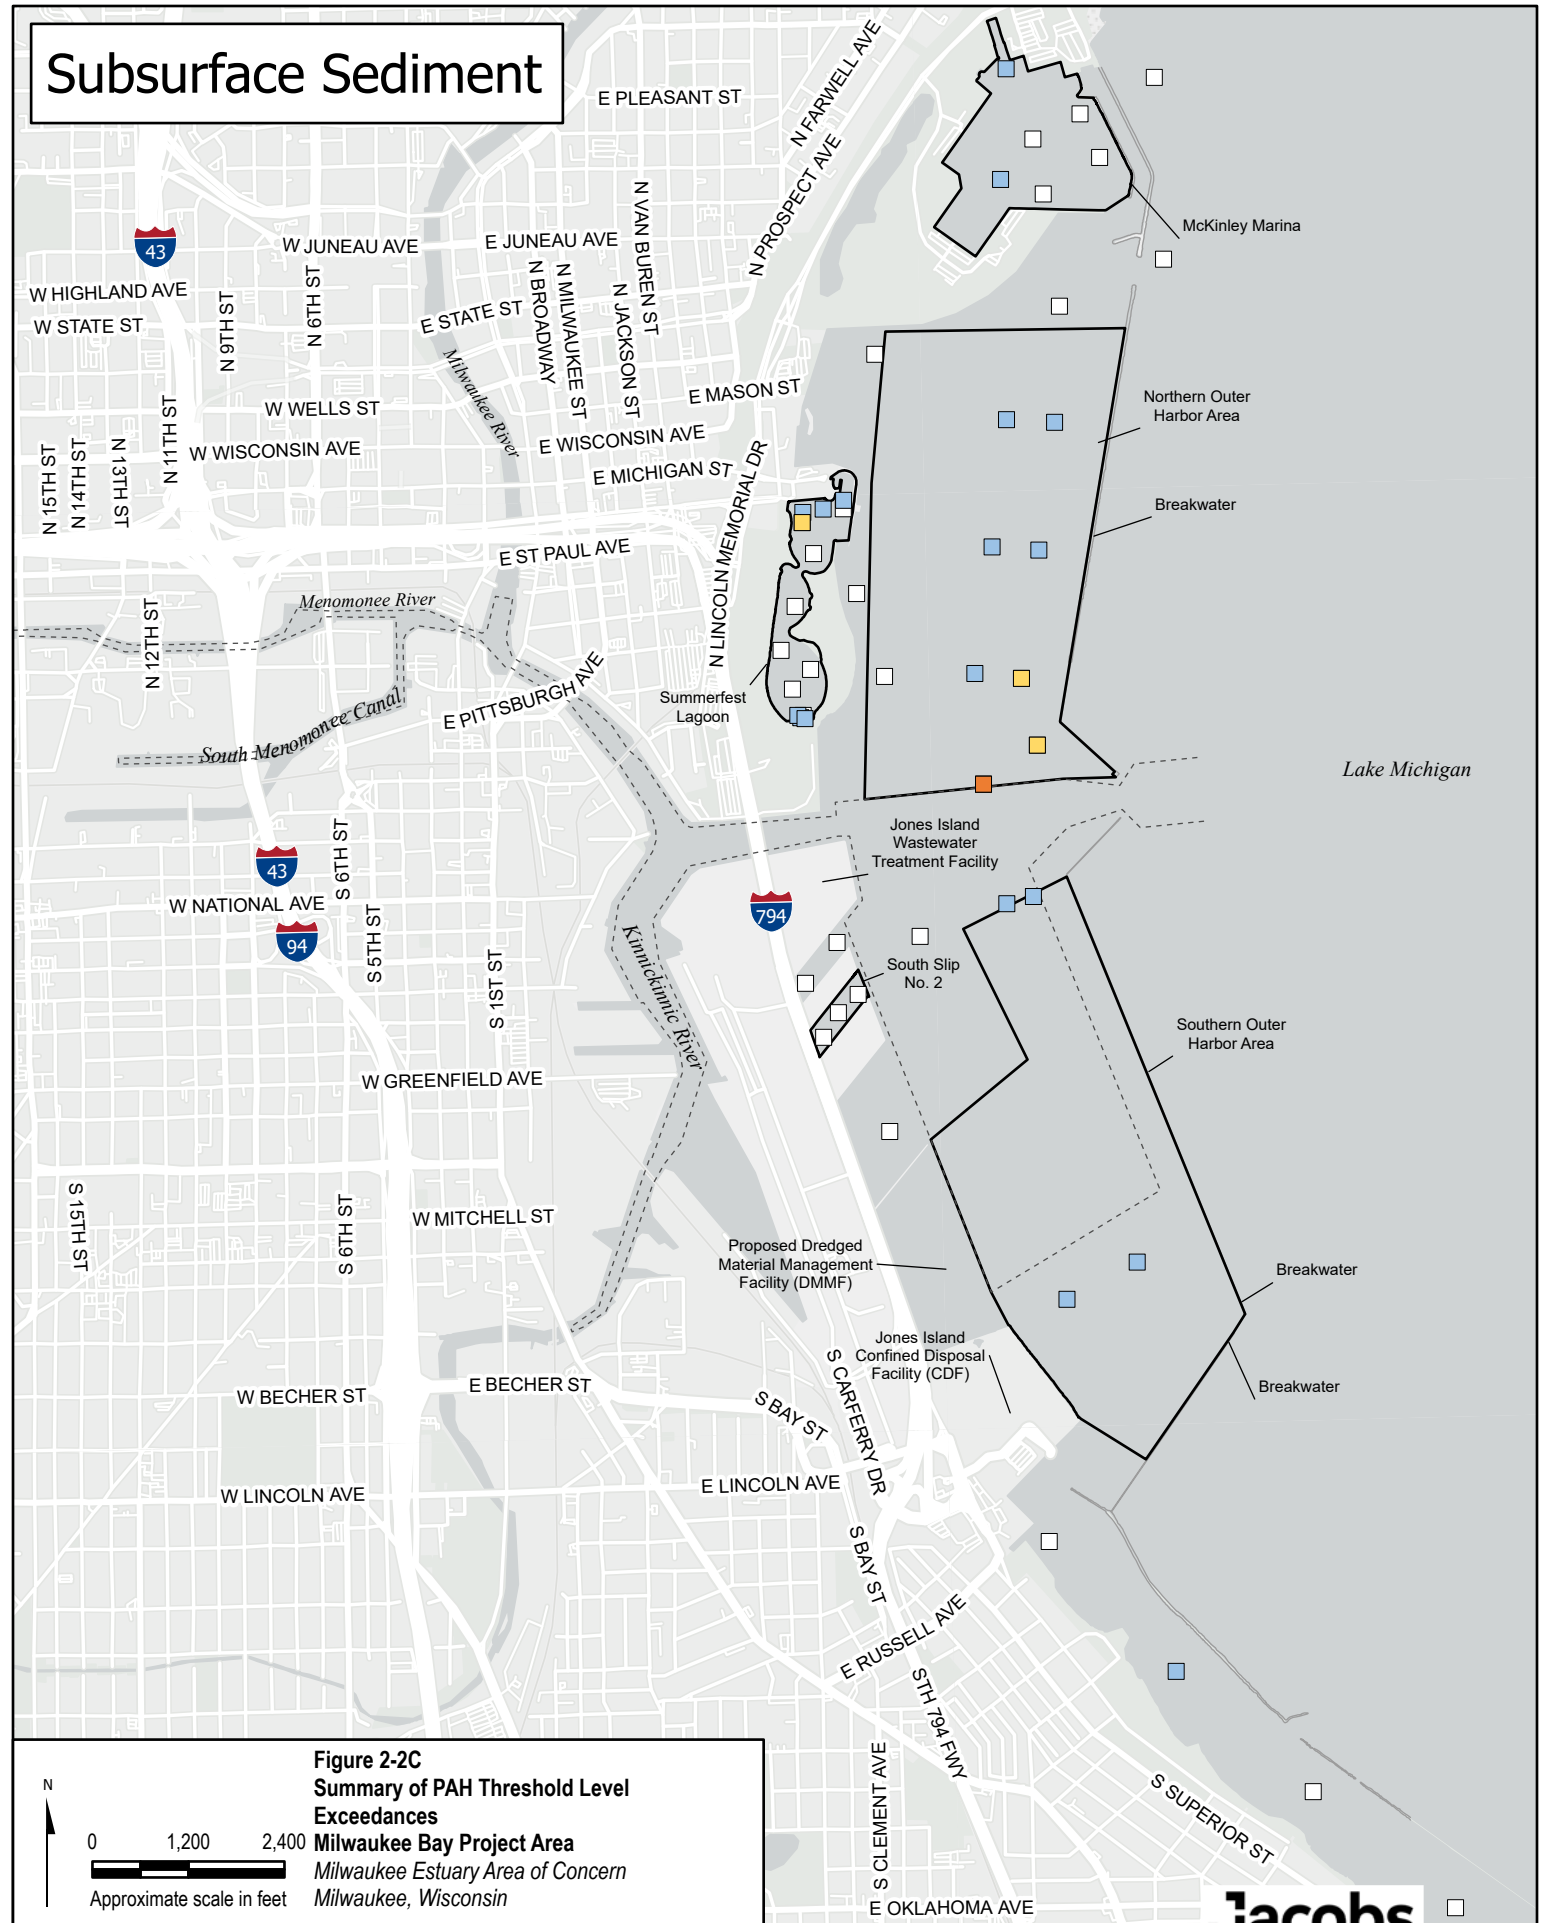 Subsurface Sediment
E PLEASANT ST
N FARWELL AVE
N PROSPECT AVE
N VAN BUREN ST
McKinley Marina
43
W JUNEAU AVE
E JUNEAU AVE
W HIGHLAND AVE
W STATE ST
N 9TH ST
N 6TH ST
E STATE ST
N BROADWAY
N MILWAUKEE ST
N JACKSON ST
Milwaukee River
E MASON ST
W WELLS ST
Northern Outer
Harbor Area
N 15TH ST
N 14TH ST
N 13TH ST
N 11TH ST
W WISCONSIN AVE
E WISCONSIN AVE
E MICHIGAN ST
N LINCOLN MEMORIAL DR
Breakwater
E ST PAUL AVE
Menomonee River
N 12TH ST
E PITTSBURGH AVE
Summerfest
Lagoon
South Menomonee Canal
Lake Michigan
Jones Island
Wastewater
Treatment Facility
43
S 6TH ST
W NATIONAL AVE
794
94
S 5TH ST
S 1ST ST
Kinnickinnic River
South Slip
No. 2
Southern Outer
Harbor Area
W GREENFIELD AVE
S 15TH ST
S 6TH ST
W MITCHELL ST
Proposed Dredged
Material Management
Facility (DMMF)
Breakwater
Jones Island
Confined Disposal
Facility (CDF)
Breakwater
W BECHER ST
E BECHER ST
S BAY ST
S CARFERRY DR
W LINCOLN AVE
E LINCOLN AVE
S BAY ST
E RUSSELL AVE
STH 794 FWY
S CLEMENT AVE
S SUPERIOR ST
E OKLAHOMA AVE
N
0 1,200 2,400
Approximate scale in feet
Figure 2-2C
Summary of PAH Threshold Level
Exceedances
Milwaukee Bay Project Area
Milwaukee Estuary Area of Concern
Milwaukee, Wisconsin
Jacobs